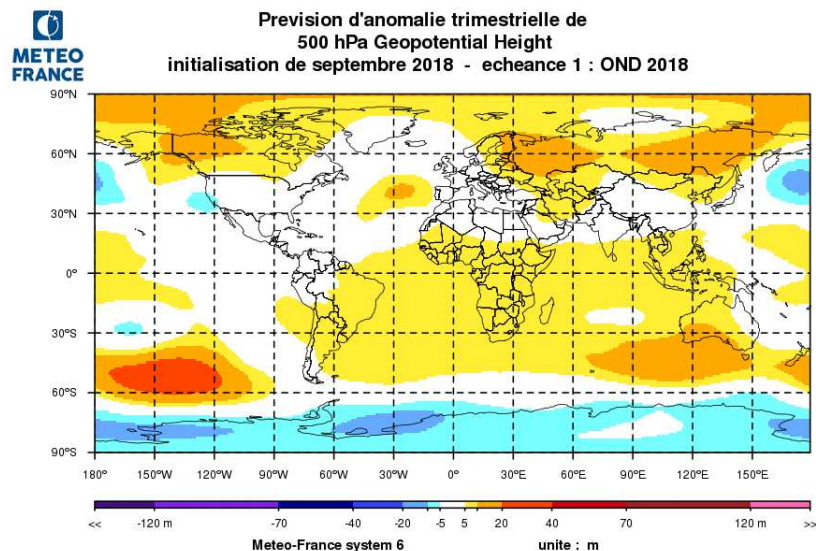 METEO
FRANCE
Prevision d'anomalie trimestrielle de
500 hPa Geopotential Height
initialisation de septembre 2018 - echeance 1 : OND 2018
90°N
60°N
30°N
0°
30°S
60°S
90°S
180° 150°W 120°W 90°W 60°W 30°W 0° 30°E 60°E 90°E 120°E 150°E
<< -120 m -70 -40 -20 -5 5 20 40 70 120 m >>
Meteo-France system 6 unite : m